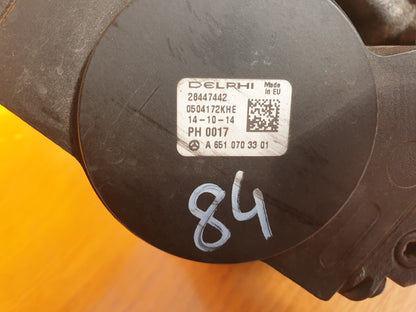 DELPHI Made in EU
28447442
0504172KHE
14-10-14
PH 0017
A 651 070 33 01
84